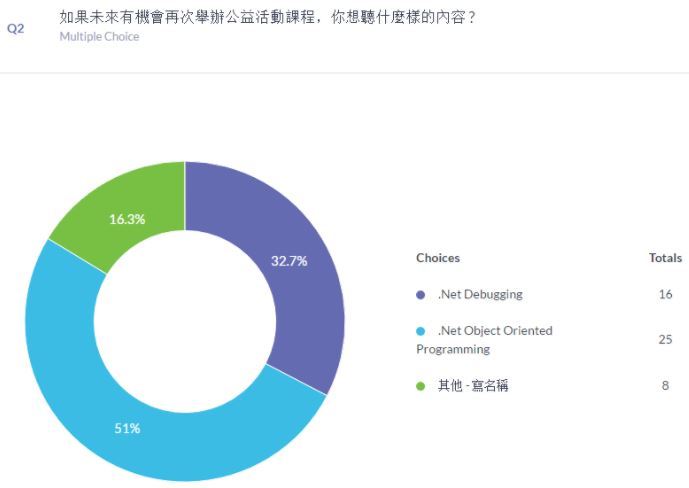 Q2
如果未來有機會再次舉辦公益活動課程，你想聽什麼樣的內容？
Multiple Choice
16.3%
32.7%
51%
Choices Totals
.Net Debugging 16
.Net Object Oriented
Programming 25
其他 - 寫名稱 8